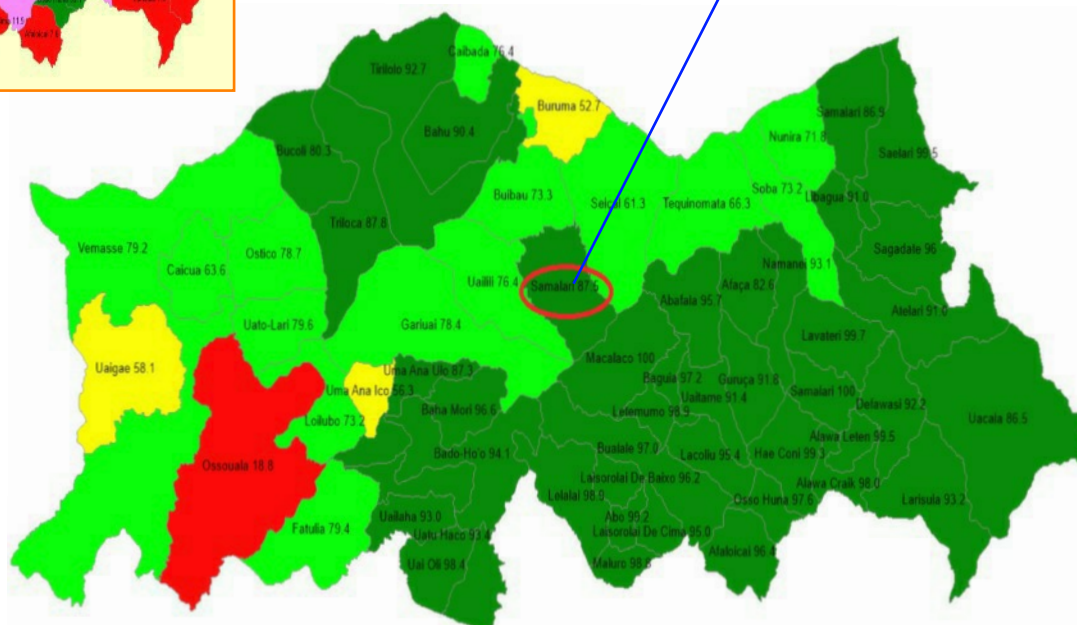 Caibada 76.4
Tirilolo 92.7
Buruma 52.7
Samalari 86.9
Bahu 90.4
Nunira 71.8
Bucoli 80.3
Saelari 99.5
Soba 73.2
Buibau 73.3
Libagua 91.0
Seical 61.3
Tequinomata 66.3
Triloca 87.8
Vemasse 79.2
Ostico 78.7
Sagadate 96
Caicua 63.6
Namanei 93.1
Uailili 76.4
Samalari 87.5
Afaça 82.6
Abafala 95.7
Atelari 91.0
Uato-Lari 79.6
Gariuai 78.4
Lavateri 99.7
Macalaco 100
Uaigae 58.1
Uma Ana Ulo 87.3
Baguia 97.2
Guruça 91.8
Uma Ana Ico 56.3
Samalari 100
Uaitame 91.4
Defawasi 92.2
Baha Mori 96.6
Letemumo 98.9
Uacala 86.5
Loilubo 73.2
Alawa Leten 99.5
Bualale 97.0
Bado-Ho'o 94.1
Lacoliu 95.4
Hae Coni 99.3
Ossouala 18.8
Laisorolai De Baixo 96.2
Alawa Craik 98.0
Lelalai 98.9
Osso Huna 97.6
Larisula 93.2
Uailaha 93.0
Abo 99.2
Fatulia 79.4
Uatu Haco 93.4
Laisorolai De Cima 95.0
Afaloicai 96.4
Uai Oli 98.4
Maluro 98.8